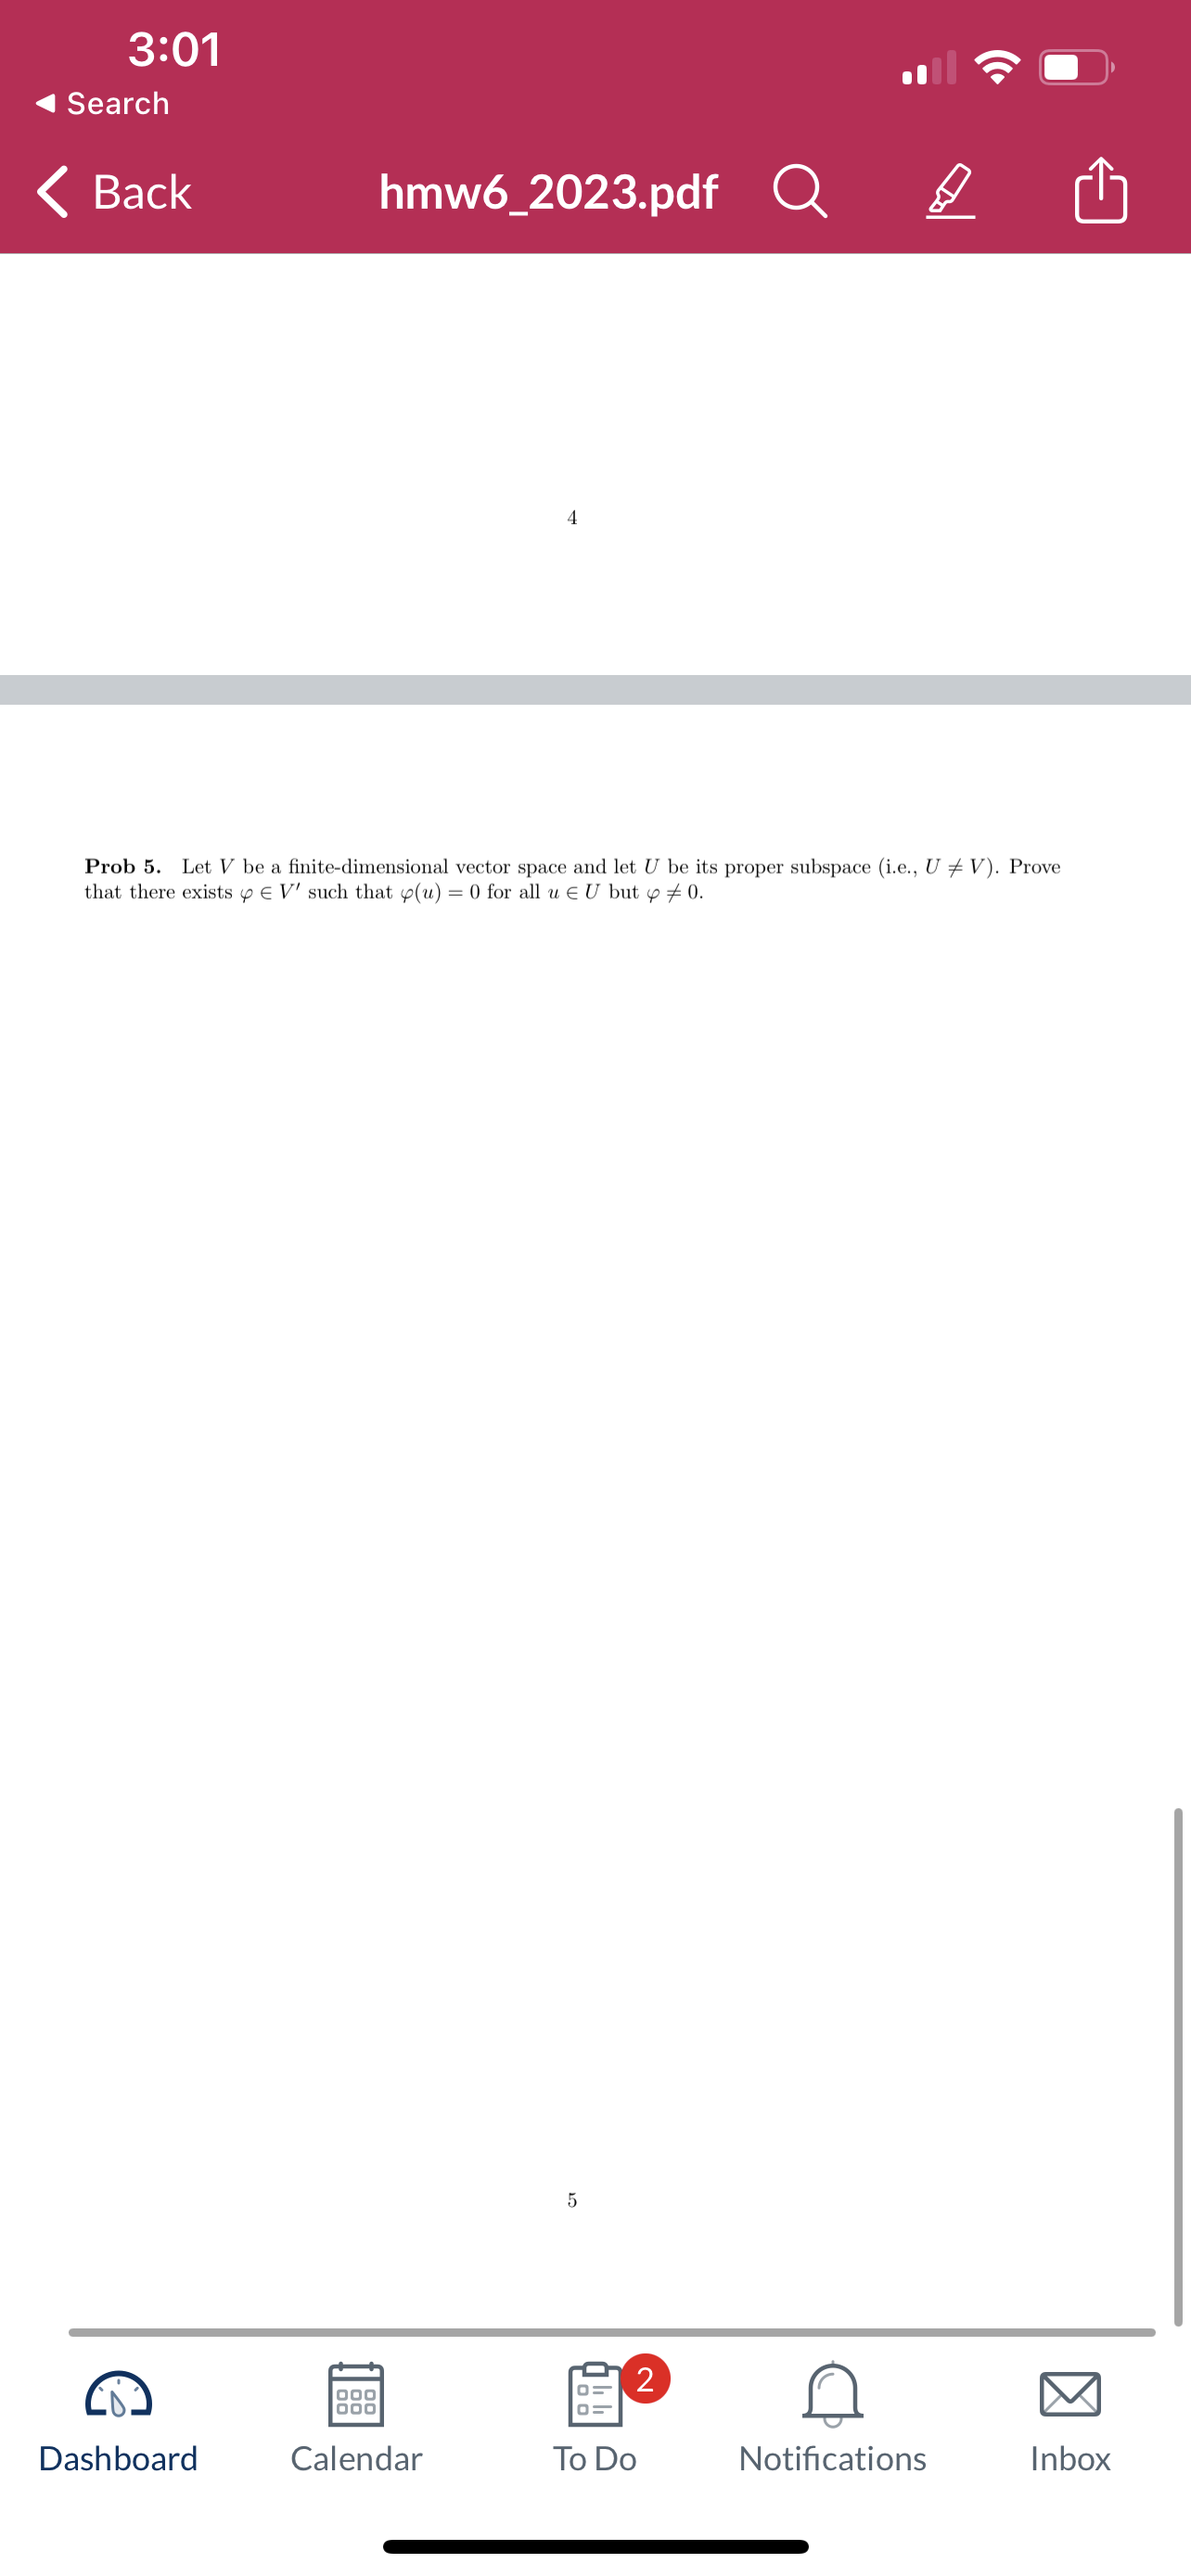 3:01
◀ Search
Back
hmw6_2023.pdf
4
Prob 5. Let V be a finite-dimensional vector space and let U be its proper subspace (i.e., U ≠ V). Prove
that there exists φ ∈ V′ such that φ(u) = 0 for all u ∈ U but φ ≠ 0.
5
2
Dashboard
Calendar
To Do
Notifications
Inbox